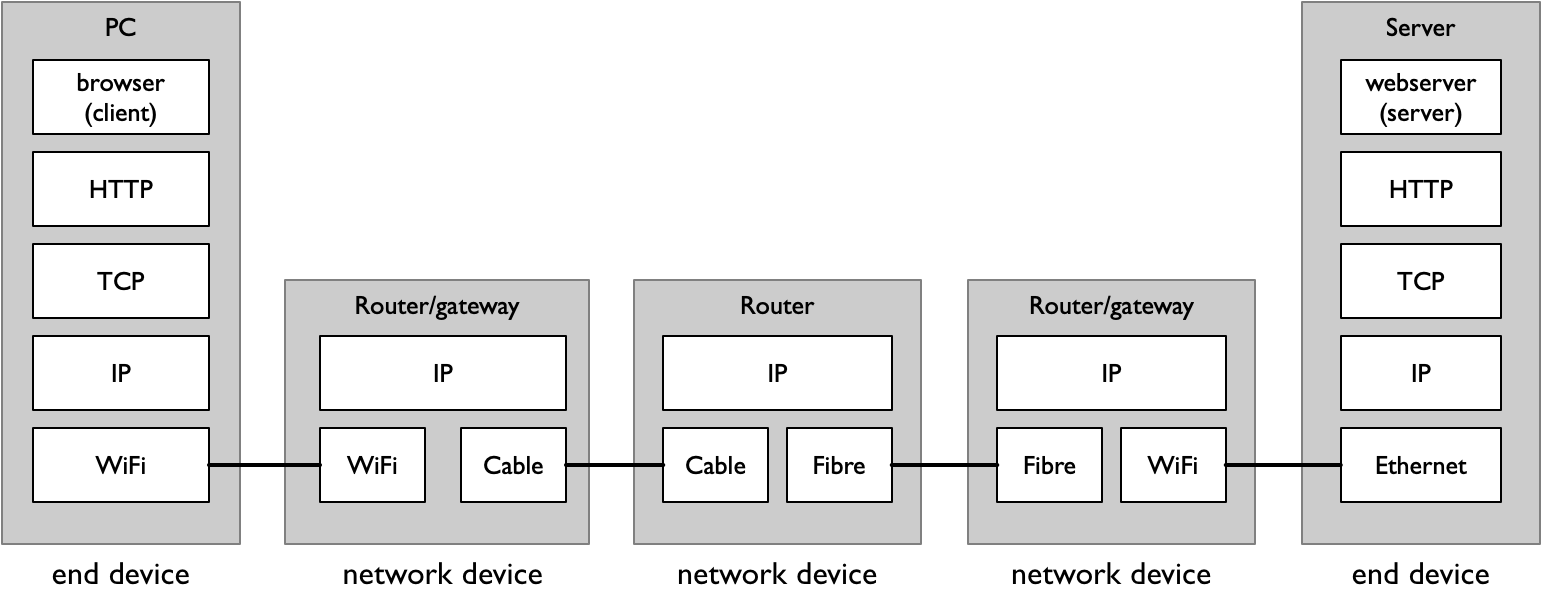 PC
browser
(client)
HTTP
TCP
IP
WiFi
end device
Router/gateway
IP
WiFi
Cable
network device
Router
IP
Cable
Fibre
network device
Router/gateway
IP
Fibre
WiFi
network device
Server
webserver
(server)
HTTP
TCP
IP
Ethernet
end device